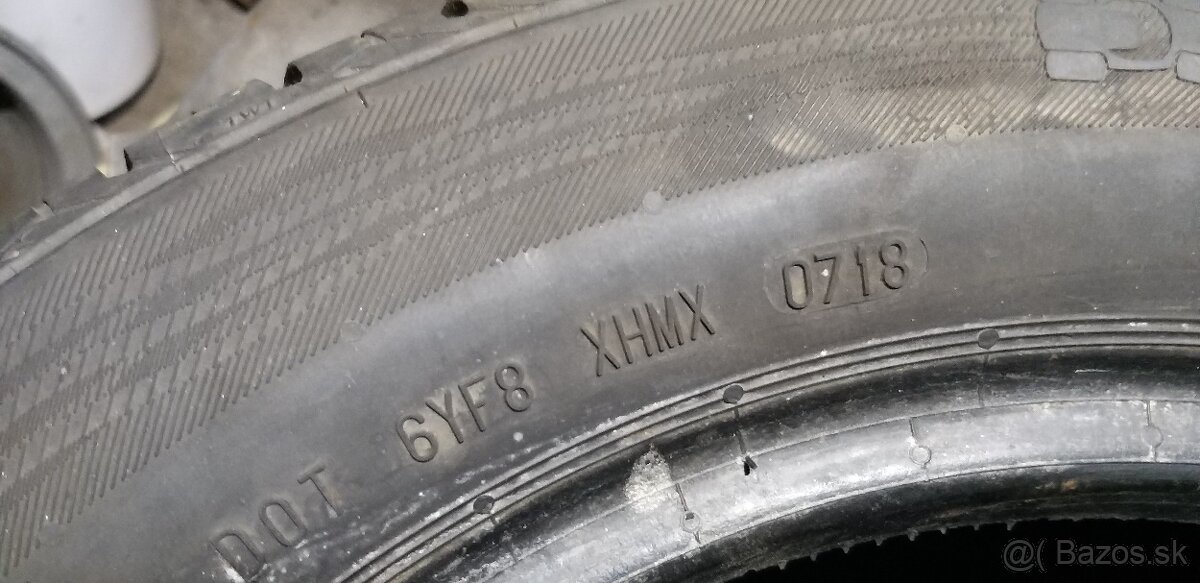 DOT 6YF8 XHMX 0718
@( Bazos.sk